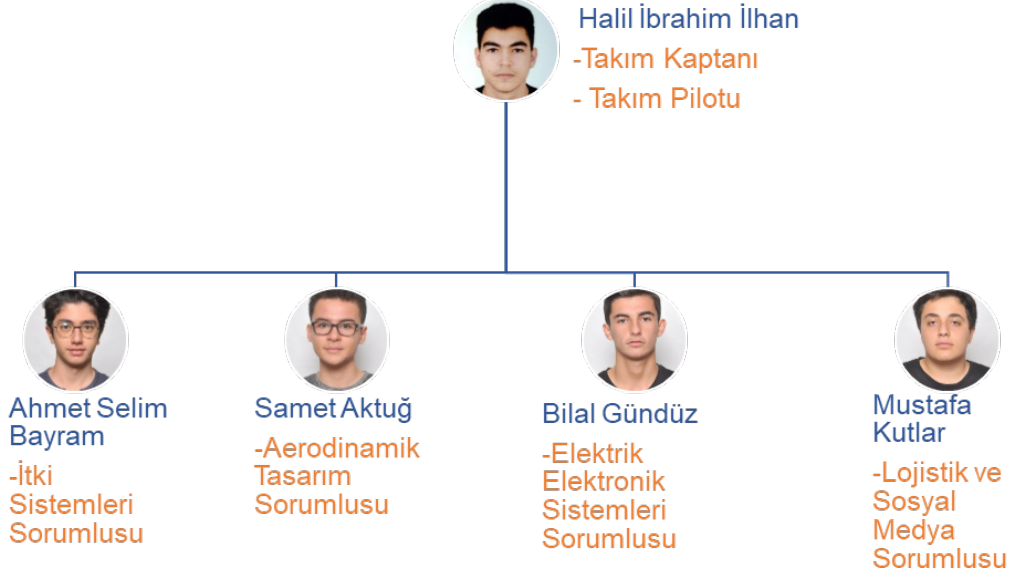 Halil İbrahim İlhan
-Takım Kaptanı
- Takım Pilotu
Ahmet Selim
Bayram
-İtki
Sistemleri
Sorumlusu
Samet Aktuğ
-Aerodinamik
Tasarım
Sorumlusu
Bilal Gündüz
-Elektrik
Elektronik
Sistemleri
Sorumlusu
Mustafa
Kutlar
-Lojistik ve
Sosyal
Medya
Sorumlusu